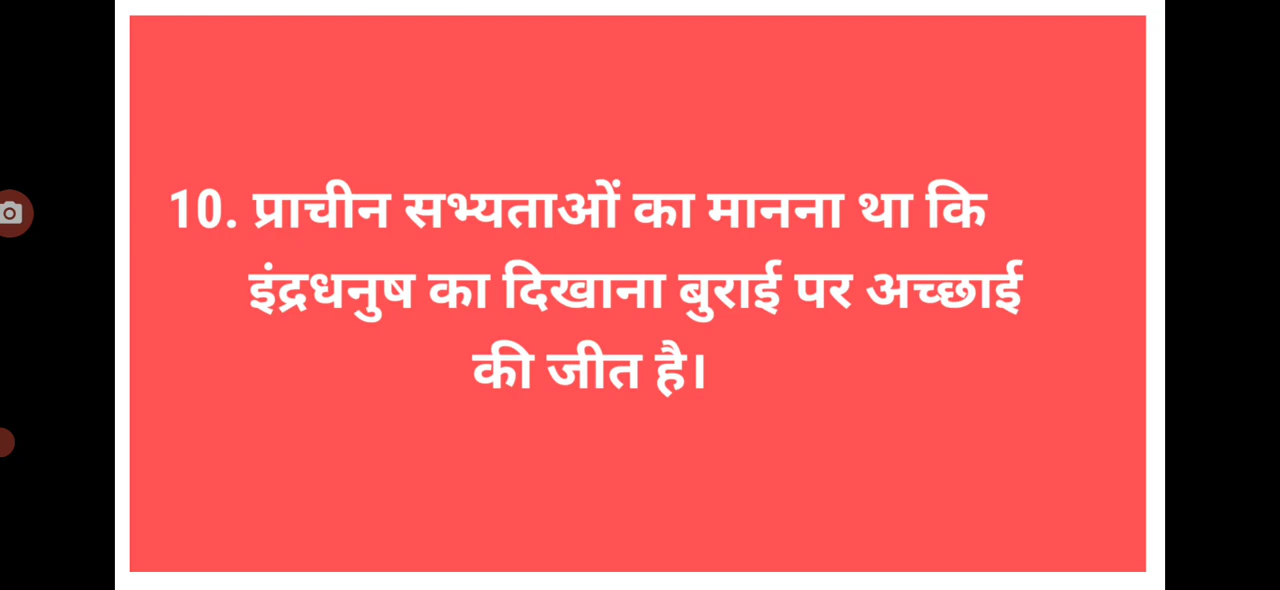 10. प्राचीन सभ्यताओं का मानना था कि
इंद्रधनुष का दिखाना बुराई पर अच्छाई
की जीत है।